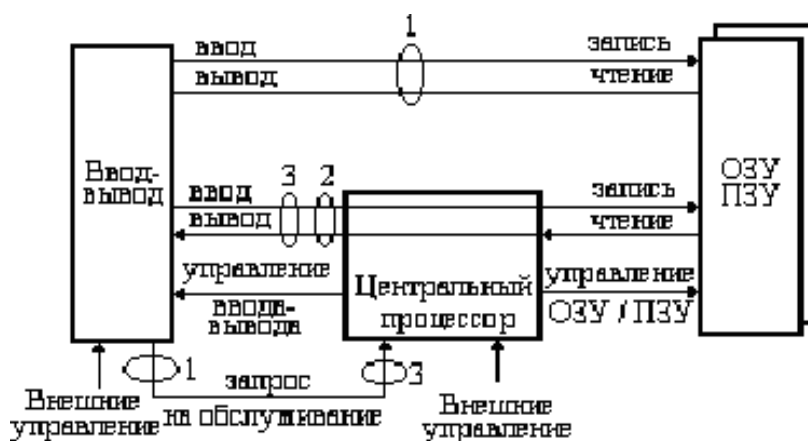 1
ввод
запись
вывод
чтение
Ввод-
вывод
ОЗУ
ПЗУ
3 2
ввод
запись
вывод
чтение
управление
управление
ввода-
вывода
Центральный
процессор
ОЗУ / ПЗУ
1
3
запрос
на обслуживание
Внешние
управление
Внешние
управление